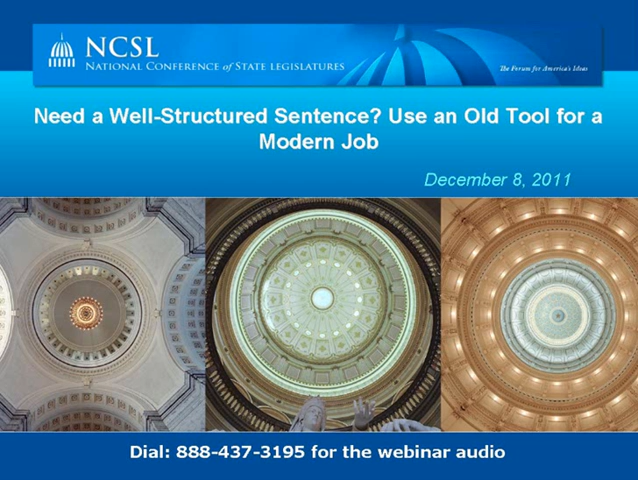 NCSL
NATIONAL CONFERENCE of STATE LEGISLATURES
The Forum for America's Ideas
Need a Well-Structured Sentence? Use an Old Tool for a
Modern Job
December 8, 2011
Dial: 888-437-3195 for the webinar audio